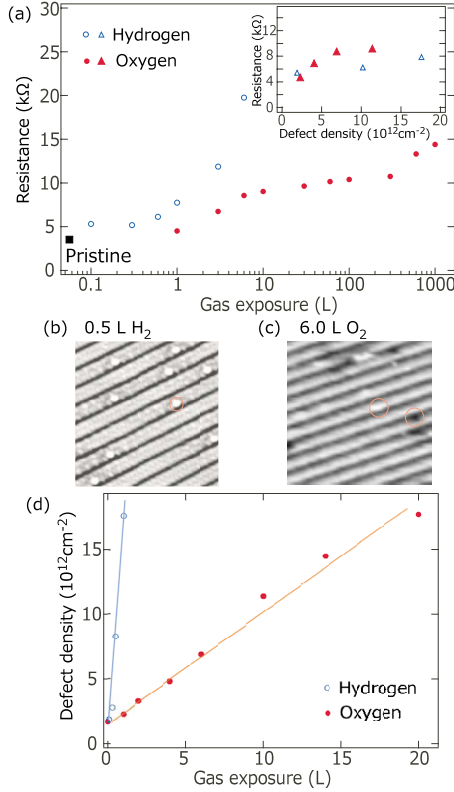 (a)
Hydrogen
Oxygen
Resistance (kΩ)
30
25
20
15
10
5
0
Pristine
0.1
1
10
100
1000
Gas exposure (L)
Resistance (kΩ)
12
8
4
0
0
5
10
15
20
Defect density (10¹²cm⁻²)
(b) 0.5 L H₂
(c) 6.0 L O₂
(d)
Defect density (10¹²cm⁻²)
15
10
5
0
Hydrogen
Oxygen
0
5
10
15
20
Gas exposure (L)